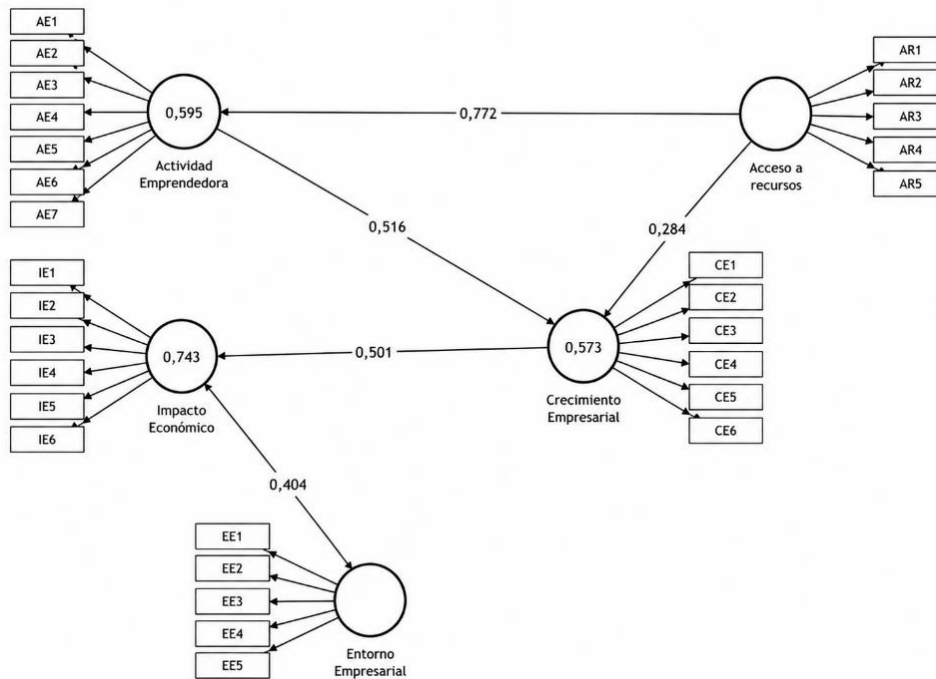 AE1
AE2
AE3
AE4
AE5
AE6
AE7
0,595
Actividad
Emprendedora
0,772
Acceso a
recursos
AR1
AR2
AR3
AR4
AR5
0,516
0,284
IE1
IE2
IE3
IE4
IE5
IE6
0,743
Impacto
Económico
0,501
0,573
Crecimiento
Empresarial
CE1
CE2
CE3
CE4
CE5
CE6
0,404
EE1
EE2
EE3
EE4
EE5
Entorno
Empresarial